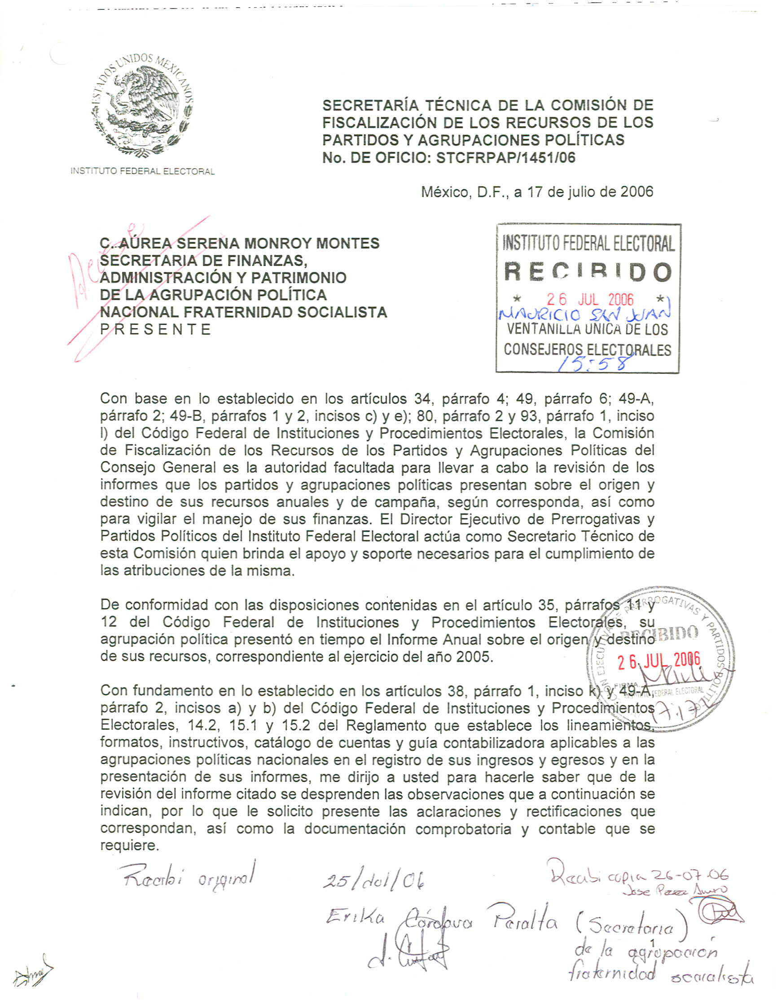 ESTADOS UNIDOS MEXICANOS
INSTITUTO FEDERAL ELECTORAL
SECRETARÍA TÉCNICA DE LA COMISIÓN DE
FISCALIZACIÓN DE LOS RECURSOS DE LOS
PARTIDOS Y AGRUPACIONES POLÍTICAS
No. DE OFICIO: STCFRPAP/1451/06
México, D.F., a 17 de julio de 2006
Acuse
C. AÚREA SERENA MONROY MONTES
SECRETARIA DE FINANZAS,
ADMINISTRACIÓN Y PATRIMONIO
DE LA AGRUPACIÓN POLÍTICA
NACIONAL FRATERNIDAD SOCIALISTA
P R E S E N T E
INSTITUTO FEDERAL ELECTORAL
RECIBIDO
* 26 JUL 2006 *
MAURICIO SAN JUAN
VENTANILLA UNICA DE LOS
CONSEJEROS ELECTORALES
15:58
Con base en lo establecido en los artículos 34, párrafo 4; 49, párrafo 6; 49-A,
párrafo 2; 49-B, párrafos 1 y 2, incisos c) y e); 80, párrafo 2 y 93, párrafo 1, inciso
l) del Código Federal de Instituciones y Procedimientos Electorales, la Comisión
de Fiscalización de los Recursos de los Partidos y Agrupaciones Políticas del
Consejo General es la autoridad facultada para llevar a cabo la revisión de los
informes que los partidos y agrupaciones políticas presentan sobre el origen y
destino de sus recursos anuales y de campaña, según corresponda, así como
para vigilar el manejo de sus finanzas. El Director Ejecutivo de Prerrogativas y
Partidos Políticos del Instituto Federal Electoral actúa como Secretario Técnico de
esta Comisión quien brinda el apoyo y soporte necesarios para el cumplimiento de
las atribuciones de la misma.
De conformidad con las disposiciones contenidas en el artículo 35, párrafos 11 y
12 del Código Federal de Instituciones y Procedimientos Electorales, su
agrupación política presentó en tiempo el Informe Anual sobre el origen y destino
de sus recursos, correspondiente al ejercicio del año 2005.
PRERROGATIVAS Y PARTIDOS
RECIBIDO
26 JUL 2006
FIRMA
FEDERAL ELECTORAL
Con fundamento en lo establecido en los artículos 38, párrafo 1, inciso k) y 49-A,
párrafo 2, incisos a) y b) del Código Federal de Instituciones y Procedimientos
Electorales, 14.2, 15.1 y 15.2 del Reglamento que establece los lineamientos,
formatos, instructivos, catálogo de cuentas y guía contabilizadora aplicables a las
agrupaciones políticas nacionales en el registro de sus ingresos y egresos y en la
presentación de sus informes, me dirijo a usted para hacerle saber que de la
revisión del informe citado se desprenden las observaciones que a continuación se
indican, por lo que le solicito presente las aclaraciones y rectificaciones que
correspondan, así como la documentación comprobatoria y contable que se
requiere.
Recibi original 25/Jul/06
Recibi copia 26-07-06
Jose
Erika Córdova Peralta (Secretaria)
de la agrupación
fraternidad socialista
1